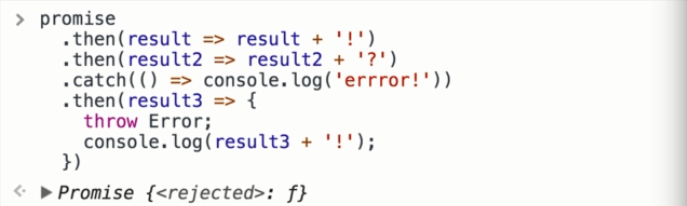 > promise
.then(result => result + '!')
.then(result2 => result2 + '?')
.catch(() => console.log('errror!'))
.then(result3 => {
throw Error;
console.log(result3 + '!');
})
<· ▶ Promise {<rejected>: ƒ}